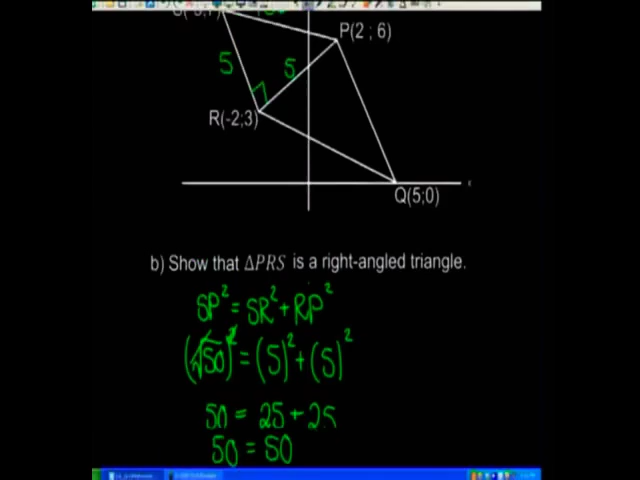 P(2 ; 6)
5
5
R(-2;3)
Q(5;0)
b) Show that ΔPRS is a right-angled triangle.
SP² = SR² + RP²
(√50)² = (5)² + (5)²
50 = 25 + 25
50 = 50